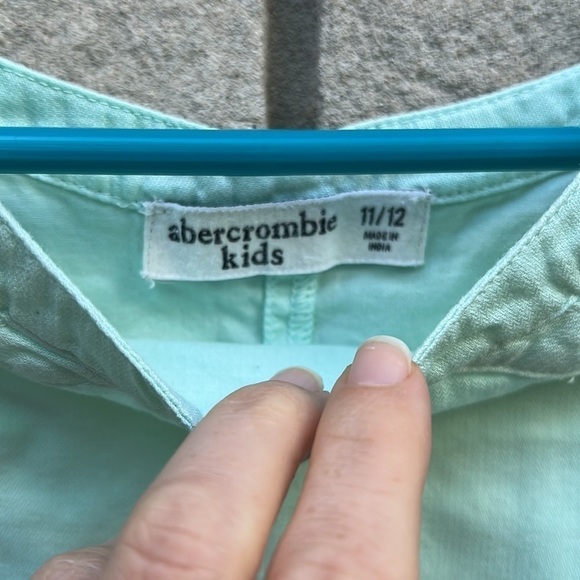 abercrombie
kids
11/12
MADE IN
INDIA